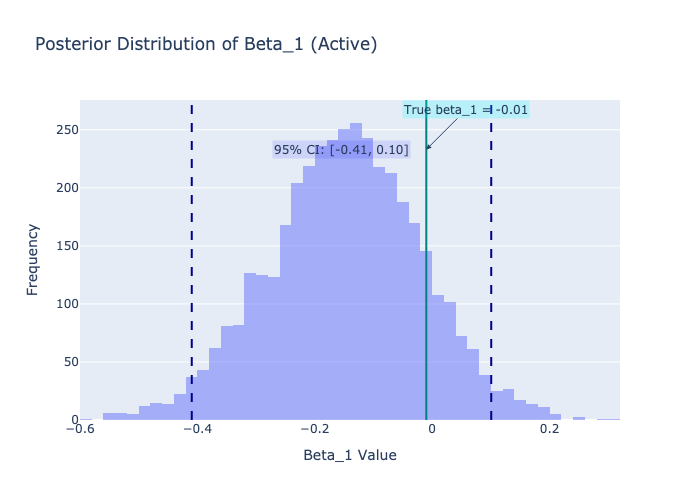 Posterior Distribution of Beta_1 (Active)
True beta_1 = -0.01
95% CI: [-0.41, 0.10]
250
200
150
100
50
0
Frequency
−0.6
−0.4
−0.2
0
0.2
Beta_1 Value